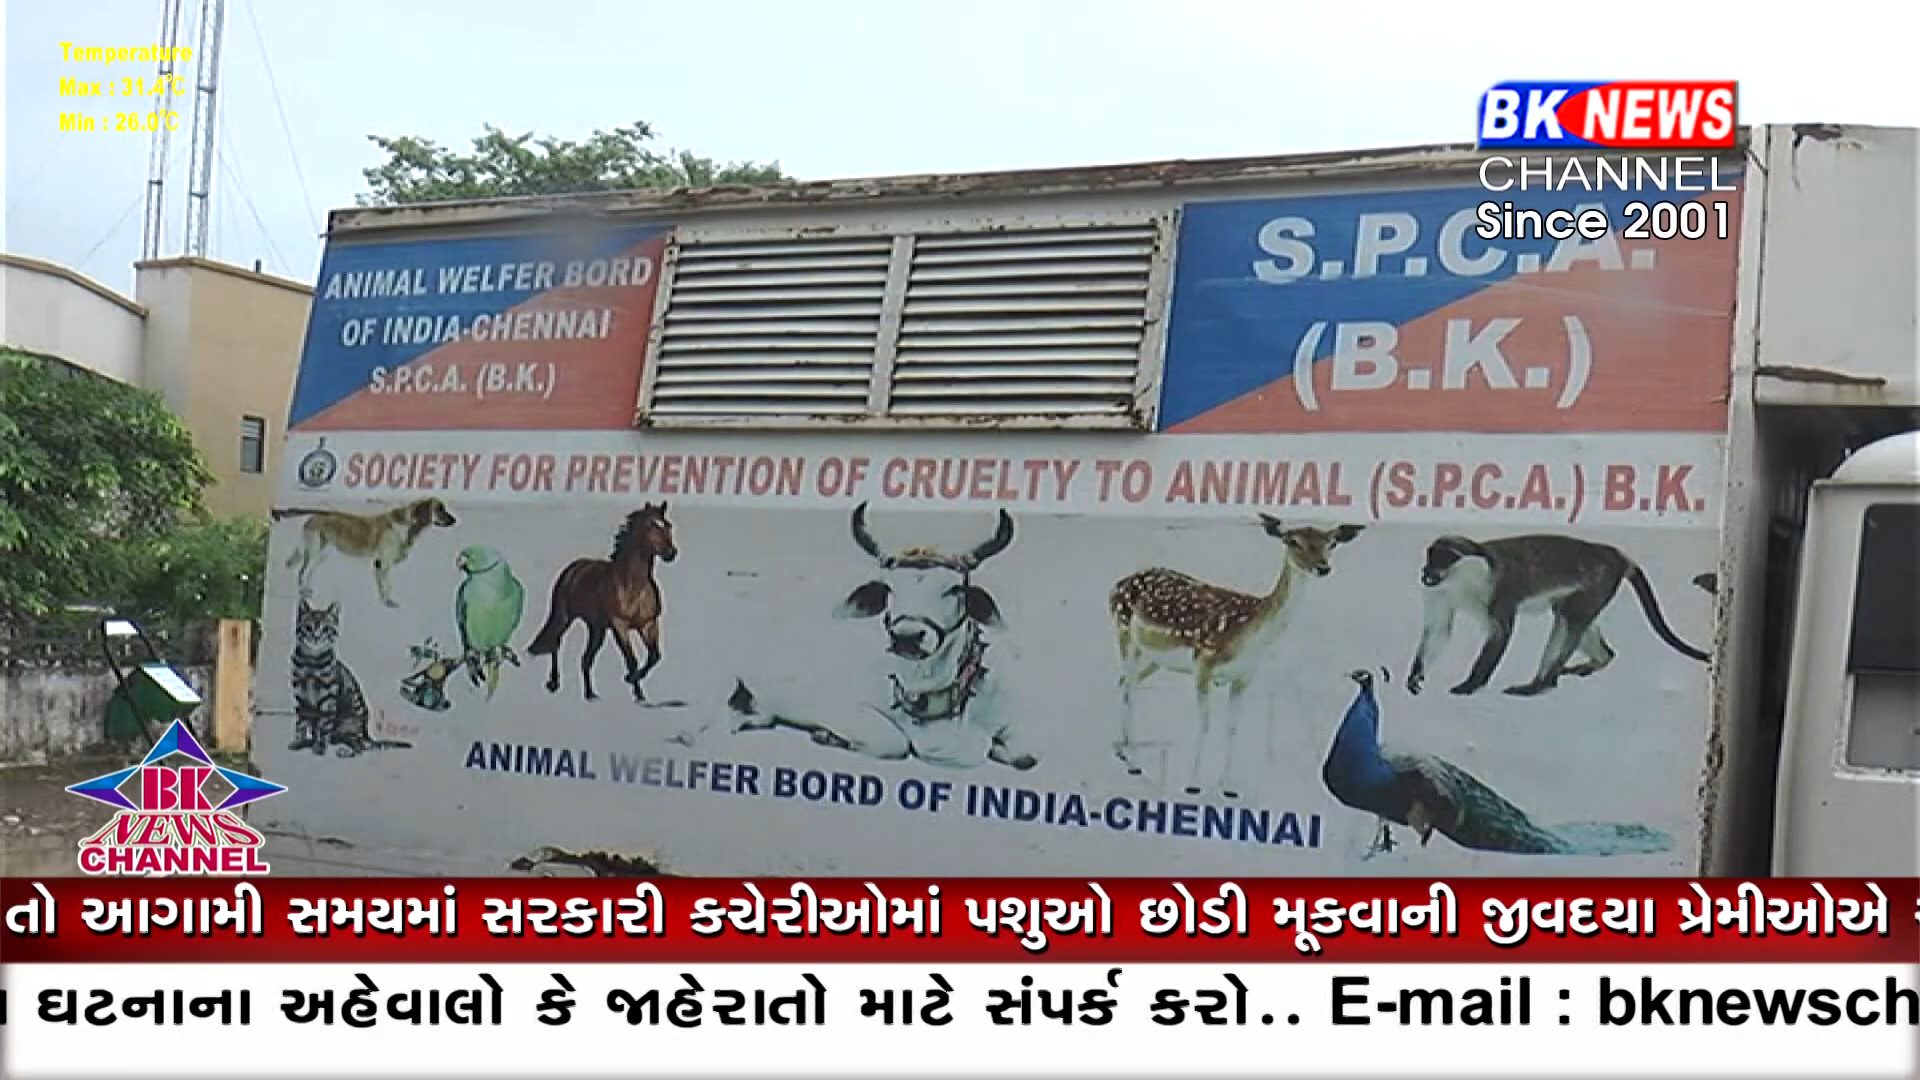 Temperature
Max : 31.4°C
Min : 26.0°C
BK NEWS
CHANNEL
Since 2001
ANIMAL WELFER BORD
OF INDIA-CHENNAI
S.P.C.A. (B.K.)
S.P.C.A.
(B.K.)
SOCIETY FOR PREVENTION OF CRUELTY TO ANIMAL (S.P.C.A.) B.K.
ANIMAL WELFER BORD OF INDIA-CHENNAI
BK
NEWS
CHANNEL
તો આગામી સમયમાં સરકારી કચેરીઓમાં પશુઓ છોડી મૂકવાની જીવદયા પ્રેમીઓએ
ઘટનાના અહેવાલો કે જાહેરાતો માટે સંપર્ક કરો.. E-mail : bknewsch